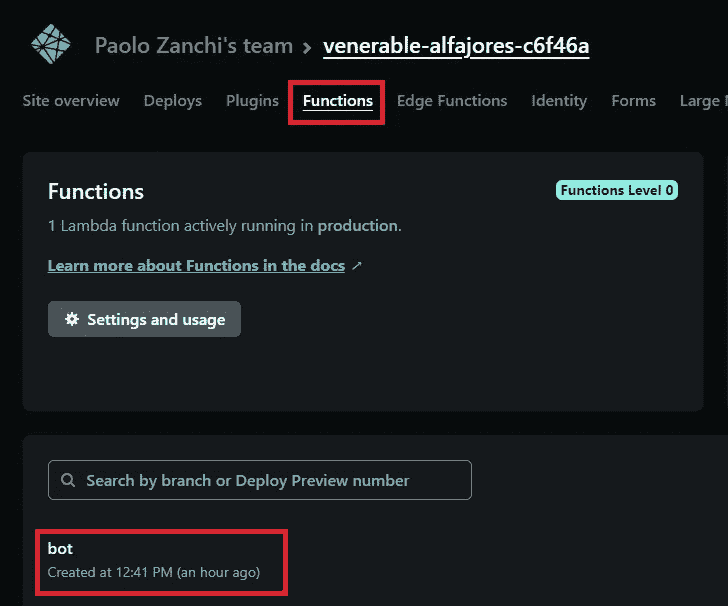 Paolo Zanchi's team > venerable-alfajores-c6f46a
Site overview Deploys Plugins Functions Edge Functions Identity Forms Large
Functions
Functions Level 0
1 Lambda function actively running in production.
Learn more about Functions in the docs ↗
Settings and usage
Search by branch or Deploy Preview number
bot
Created at 12:41 PM (an hour ago)